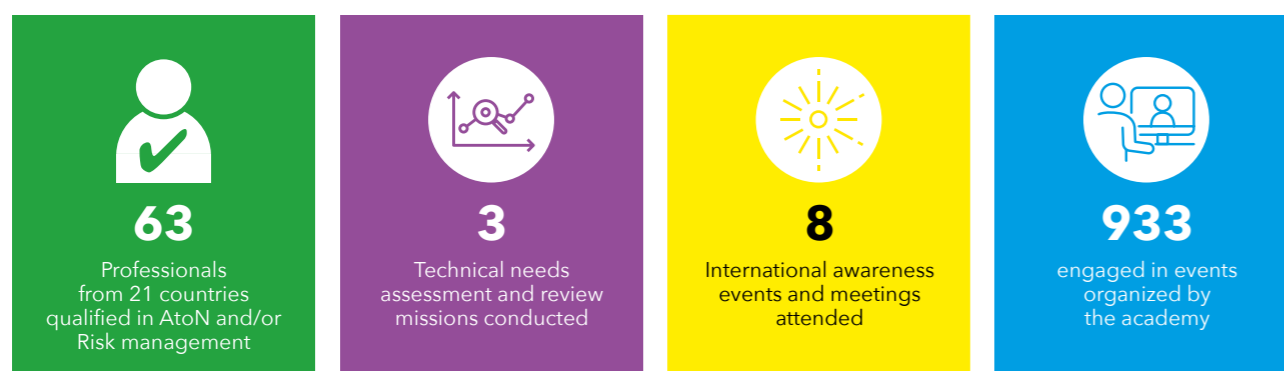 63
Professionals
from 21 countries
qualified in AtoN and/or
Risk management
3
Technical needs
assessment and review
missions conducted
8
International awareness
events and meetings
attended
933
engaged in events
organized by
the academy